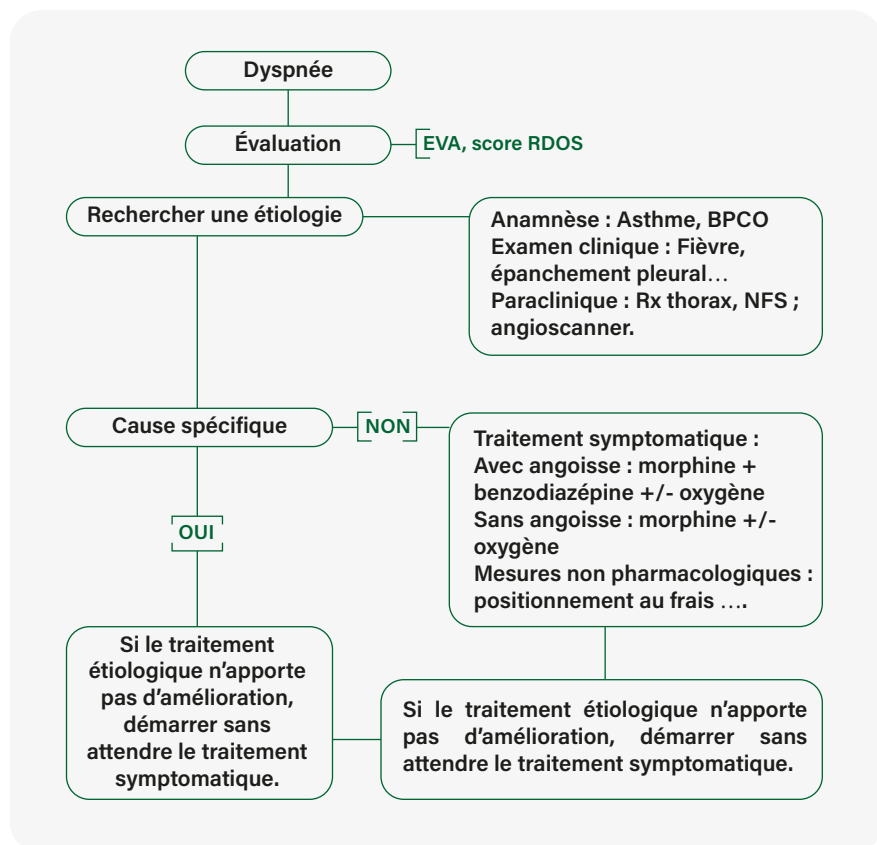 Dyspnée
Évaluation
EVA, score RDOS
Rechercher une étiologie
Anamnèse : Asthme, BPCO
Examen clinique : Fièvre,
épanchement pleural…
Paraclinique : Rx thorax, NFS ;
angioscanner.
Cause spécifique
NON
Traitement symptomatique :
Avec angoisse : morphine +
benzodiazépine +/- oxygène
Sans angoisse : morphine +/-
oxygène
Mesures non pharmacologiques :
positionnement au frais ….
OUI
Si le traitement
étiologique n’apporte
pas d’amélioration,
démarrer sans
attendre le traitement
symptomatique.
Si le traitement étiologique n’apporte
pas d’amélioration, démarrer sans
attendre le traitement symptomatique.